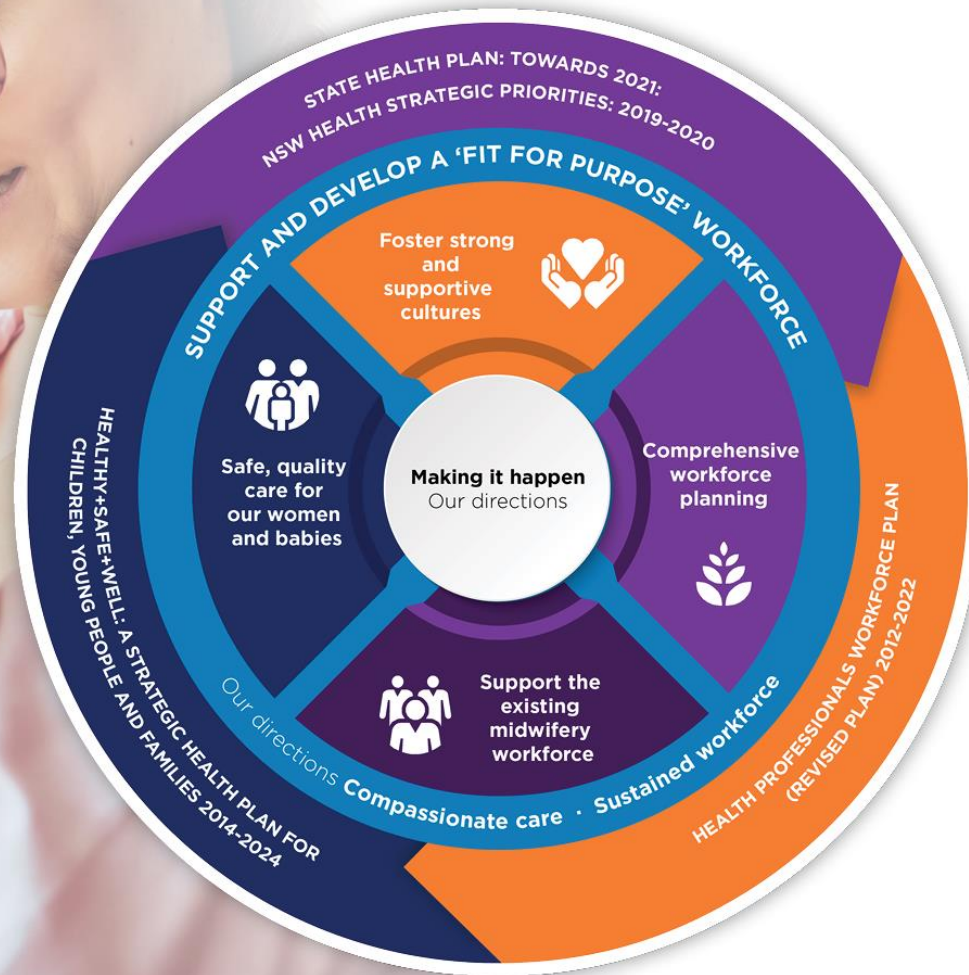 STATE HEALTH PLAN: TOWARDS 2021:
NSW HEALTH STRATEGIC PRIORITIES: 2019-2020
SUPPORT AND DEVELOP A ‘FIT FOR PURPOSE’ WORKFORCE
Foster strong
and
supportive
cultures
Safe, quality
care for
our women
and babies
Making it happen
Our directions
Comprehensive
workforce
planning
Support the
existing
midwifery
workforce
Our directions Compassionate care · Sustained workforce
HEALTHY+SAFE+WELL: A STRATEGIC HEALTH PLAN FOR
CHILDREN, YOUNG PEOPLE AND FAMILIES 2014-2024
HEALTH PROFESSIONALS WORKFORCE PLAN
(REVISED PLAN) 2012-2022